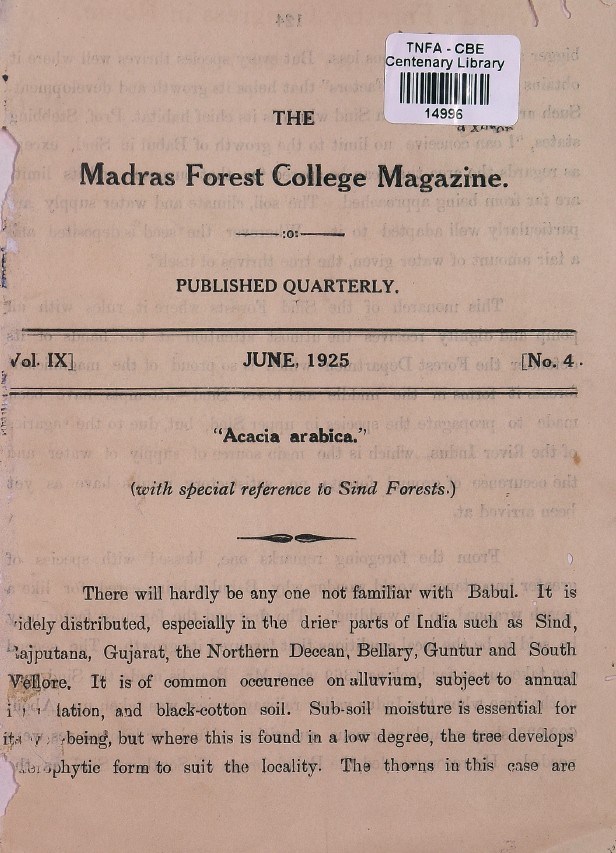 TNFA - CBE
Centenary Library
14996
THE
Madras Forest College Magazine.
:o:
PUBLISHED QUARTERLY.
Vol. IX] JUNE, 1925 [No. 4.
"Acacia arabica."
(with special reference to Sind Forests.)
There will hardly be any one not familiar with Babul. It is
widely distributed, especially in the drier parts of India such as Sind,
Rajputana, Gujarat, the Northern Deccan, Bellary, Guntur and South
Vellore. It is of common occurence on alluvium, subject to annual
lation, and black-cotton soil. Sub-soil moisture is essential for
its being, but where this is found in a low degree, the tree develops
form to suit the locality. The thorns in this case are